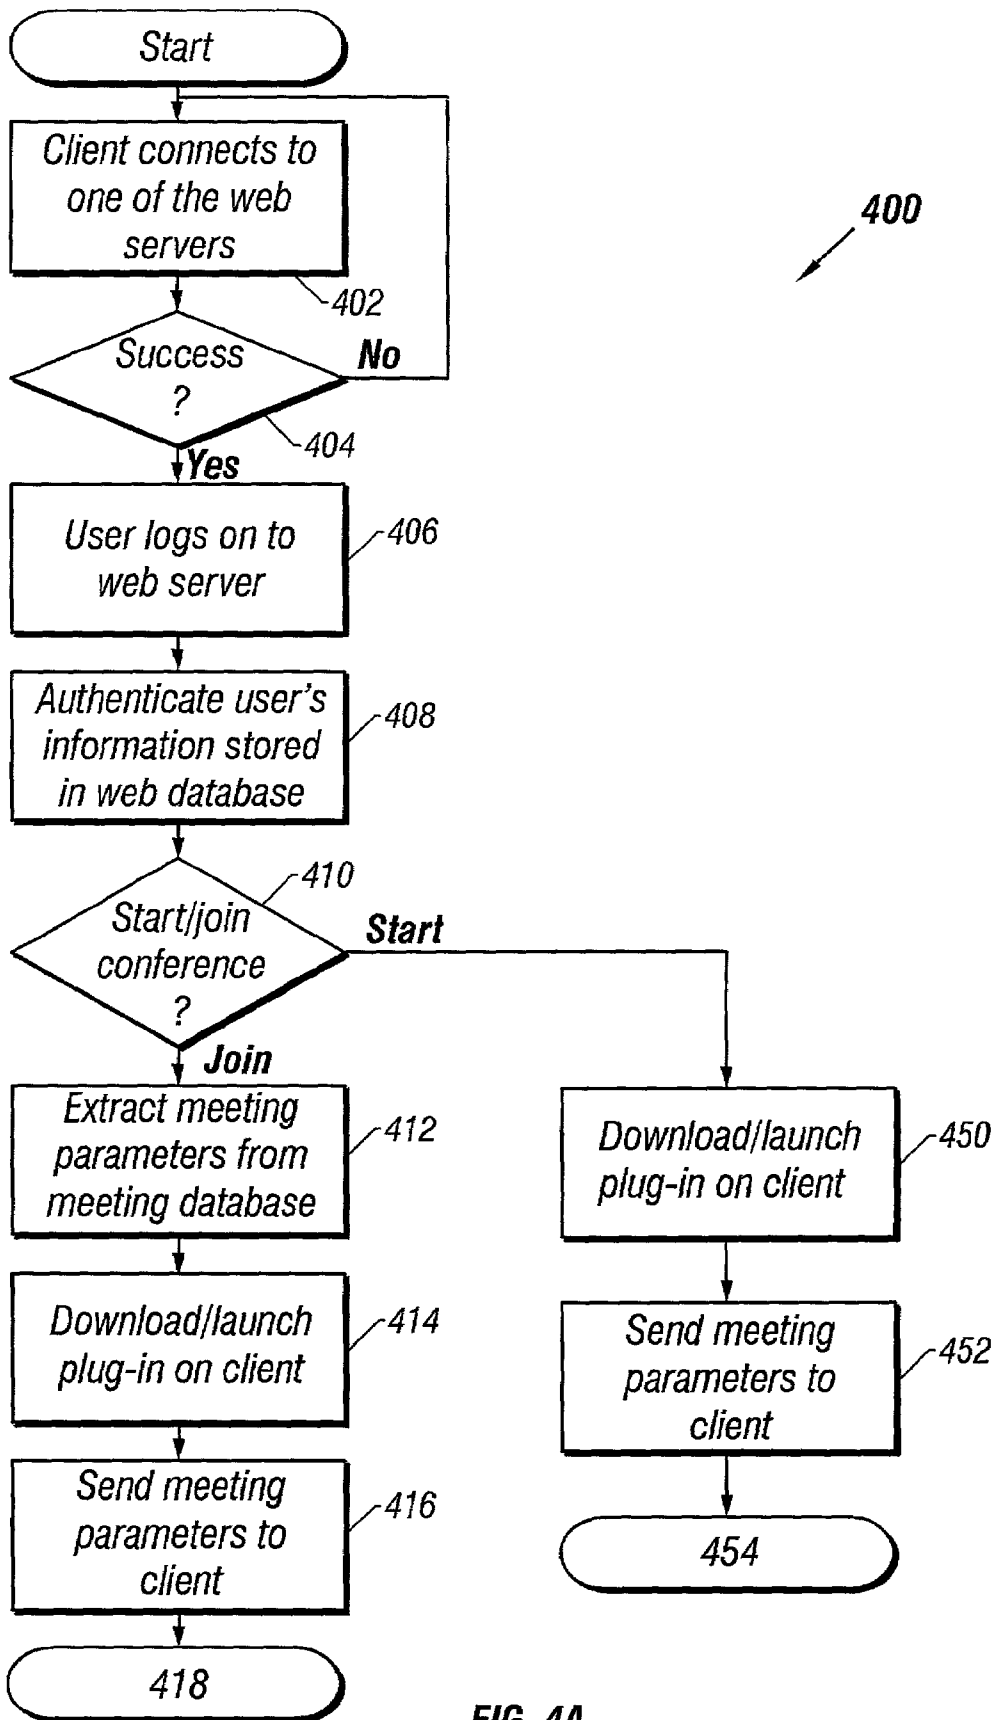 Start
Client connects to
one of the web
servers
400
402
Success
?
No
404
Yes
User logs on to
web server
406
Authenticate user's
information stored
in web database
408
410
Start/join
conference
?
Start
Join
Extract meeting
parameters from
meeting database
412
Download/launch
plug-in on client
450
Download/launch
plug-in on client
414
Send meeting
parameters to
client
452
Send meeting
parameters to
client
416
454
418
FIG. 4A